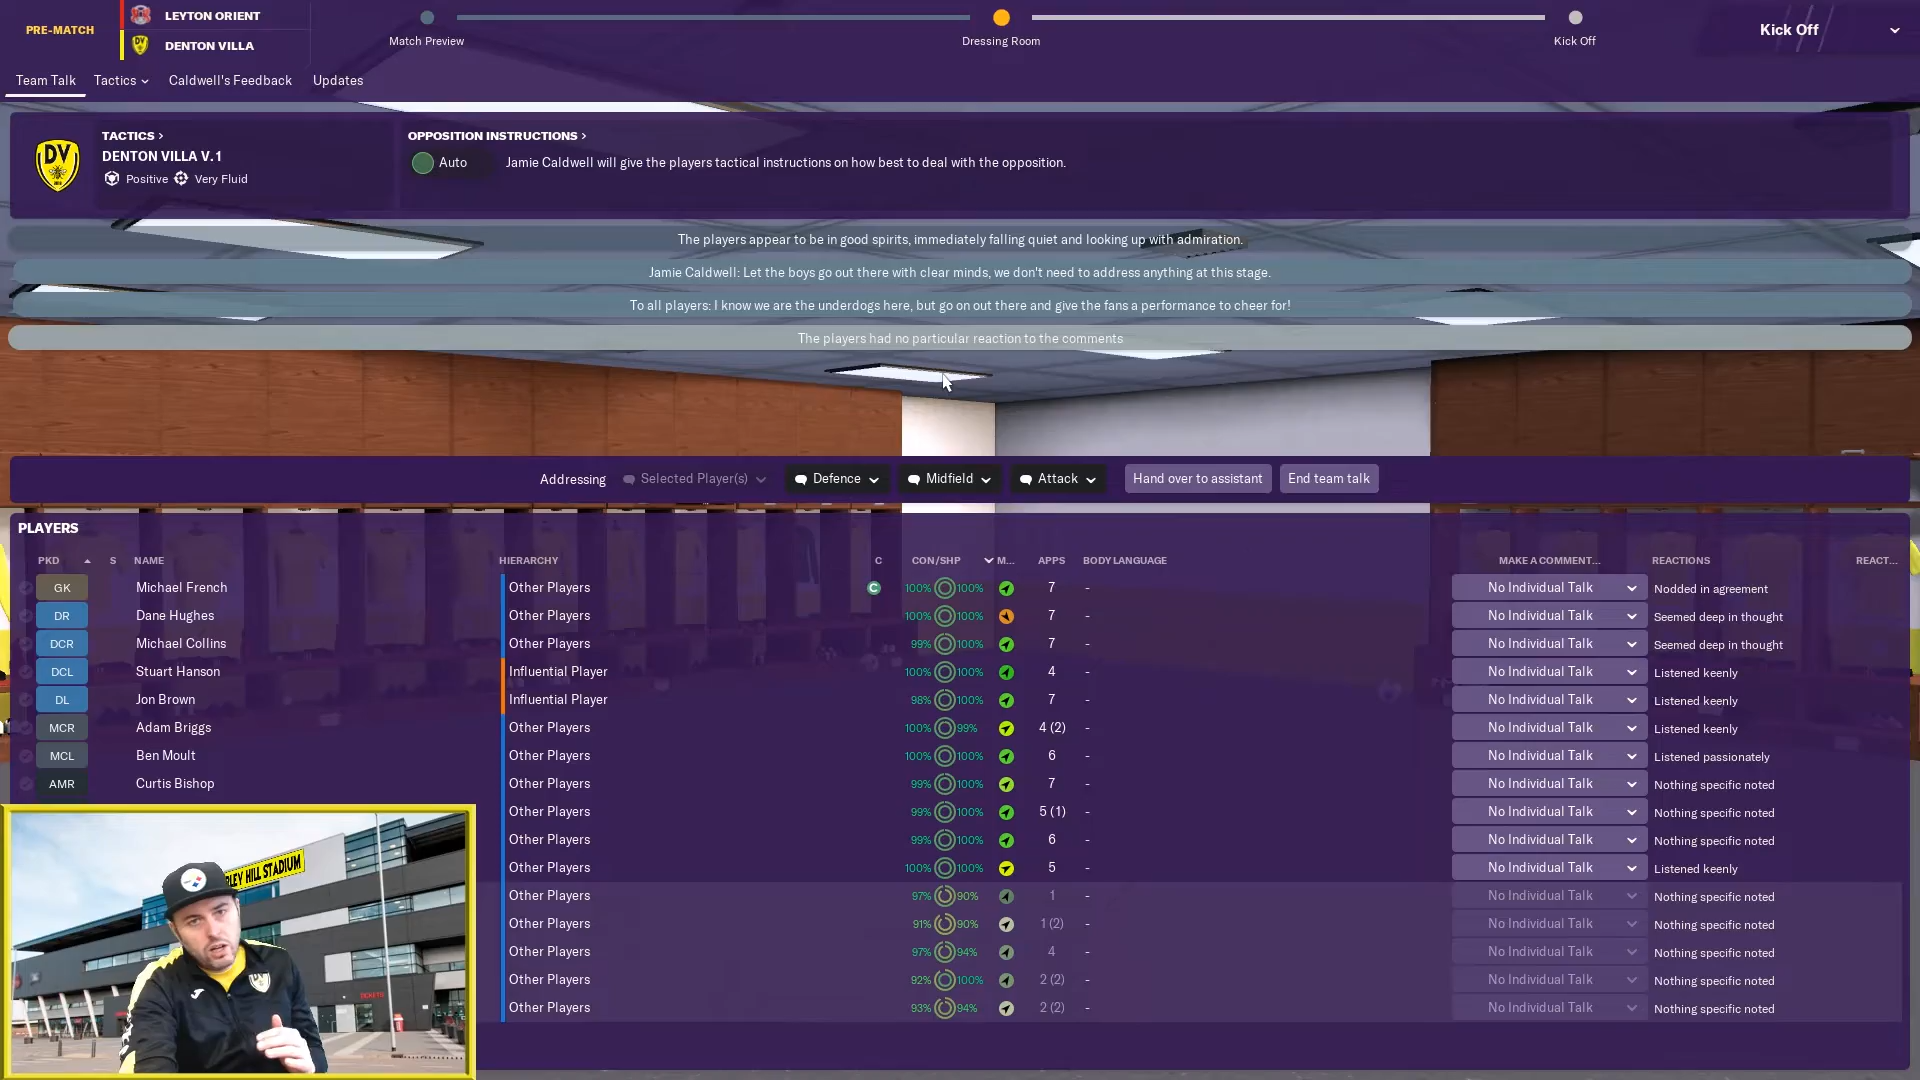 PRE-MATCH
LEYTON ORIENT
DENTON VILLA
Match Preview
Dressing Room
Kick Off
Kick Off
Team Talk
Tactics
Caldwell's Feedback
Updates
DV
TACTICS >
DENTON VILLA V.1
Positive
Very Fluid
OPPOSITION INSTRUCTIONS >
Auto
Jamie Caldwell will give the players tactical instructions on how best to deal with the opposition.
The players appear to be in good spirits, immediately falling quiet and looking up with admiration.
Jamie Caldwell: Let the boys go out there with clear minds, we don't need to address anything at this stage.
To all players: I know we are the underdogs here, but go on out there and give the fans a performance to cheer for!
The players had no particular reaction to the comments
Addressing
Selected Player(s)
Defence
Midfield
Attack
Hand over to assistant
End team talk
PLAYERS
PKD S NAME HIERARCHY C CON/SHP M... APPS BODY LANGUAGE MAKE A COMMENT... REACTIONS REACT...
GK Michael French Other Players C 100% 100% 7 - No Individual Talk Nodded in agreement
DR Dane Hughes Other Players 100% 100% 7 - No Individual Talk Seemed deep in thought
DCR Michael Collins Other Players 99% 100% 7 - No Individual Talk Seemed deep in thought
DCL Stuart Hanson Influential Player 100% 100% 4 - No Individual Talk Listened keenly
DL Jon Brown Influential Player 98% 100% 7 - No Individual Talk Listened keenly
MCR Adam Briggs Other Players 100% 99% 4 (2) - No Individual Talk Listened keenly
MCL Ben Moult Other Players 100% 100% 6 - No Individual Talk Listened passionately
AMR Curtis Bishop Other Players 99% 100% 7 - No Individual Talk Nothing specific noted
Other Players 99% 100% 5 (1) - No Individual Talk Nothing specific noted
Other Players 99% 100% 6 - No Individual Talk Nothing specific noted
Other Players 100% 100% 5 - No Individual Talk Listened keenly
Other Players 97% 90% 1 - No Individual Talk Nothing specific noted
Other Players 91% 90% 1 (2) - No Individual Talk Nothing specific noted
Other Players 97% 94% 4 - No Individual Talk Nothing specific noted
Other Players 92% 100% 2 (2) - No Individual Talk Nothing specific noted
Other Players 93% 94% 2 (2) - No Individual Talk Nothing specific noted
RLEY HILL STADIUM
TICKETS
DV